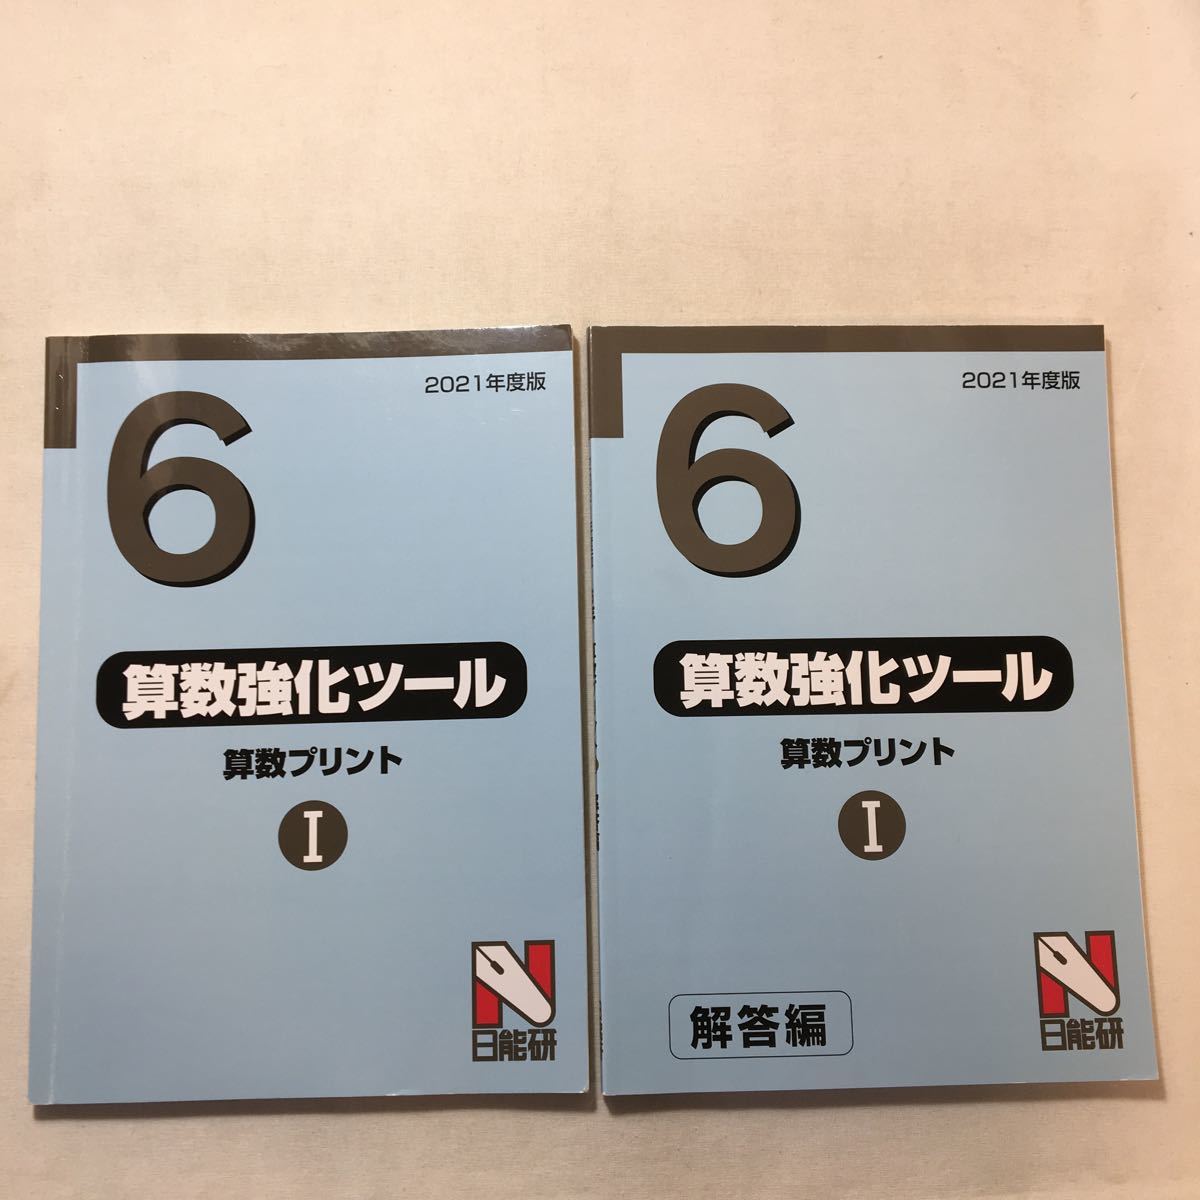 2021年度版
6
算数強化ツール
算数プリント
I
N
日能研
2021年度版
6
算数強化ツール
算数プリント
I
解答編
N
日能研